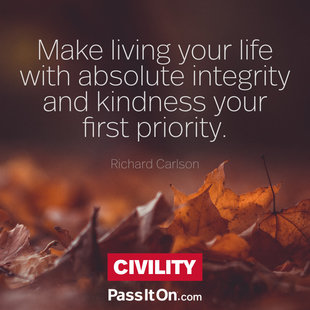 Make living your life
with absolute integrity
and kindness your
first priority.
Richard Carlson
CIVILITY
PassItOn.com